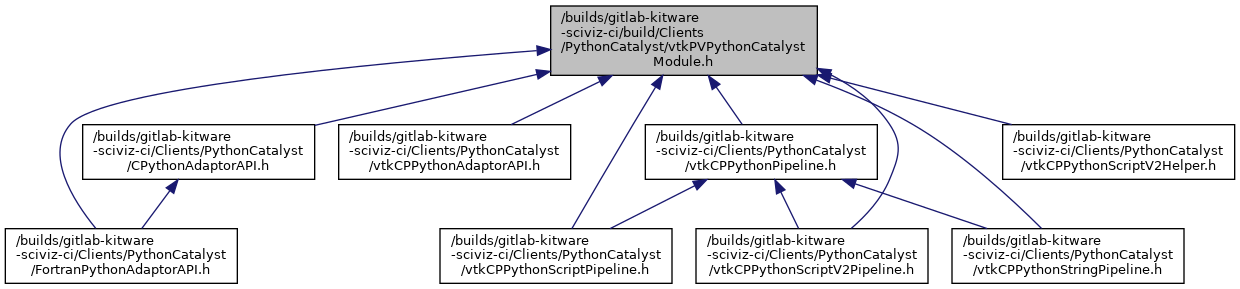 /builds/gitlab-kitware
-sciviz-ci/build/Clients
/PythonCatalyst/vtkPVPythonCatalyst
Module.h
/builds/gitlab-kitware
-sciviz-ci/Clients/PythonCatalyst
/CPythonAdaptorAPI.h
/builds/gitlab-kitware
-sciviz-ci/Clients/PythonCatalyst
/vtkCPPythonAdaptorAPI.h
/builds/gitlab-kitware
-sciviz-ci/Clients/PythonCatalyst
/vtkCPPythonPipeline.h
/builds/gitlab-kitware
-sciviz-ci/Clients/PythonCatalyst
/vtkCPPythonScriptV2Helper.h
/builds/gitlab-kitware
-sciviz-ci/Clients/PythonCatalyst
/FortranPythonAdaptorAPI.h
/builds/gitlab-kitware
-sciviz-ci/Clients/PythonCatalyst
/vtkCPPythonScriptPipeline.h
/builds/gitlab-kitware
-sciviz-ci/Clients/PythonCatalyst
/vtkCPPythonScriptV2Pipeline.h
/builds/gitlab-kitware
-sciviz-ci/Clients/PythonCatalyst
/vtkCPPythonStringPipeline.h